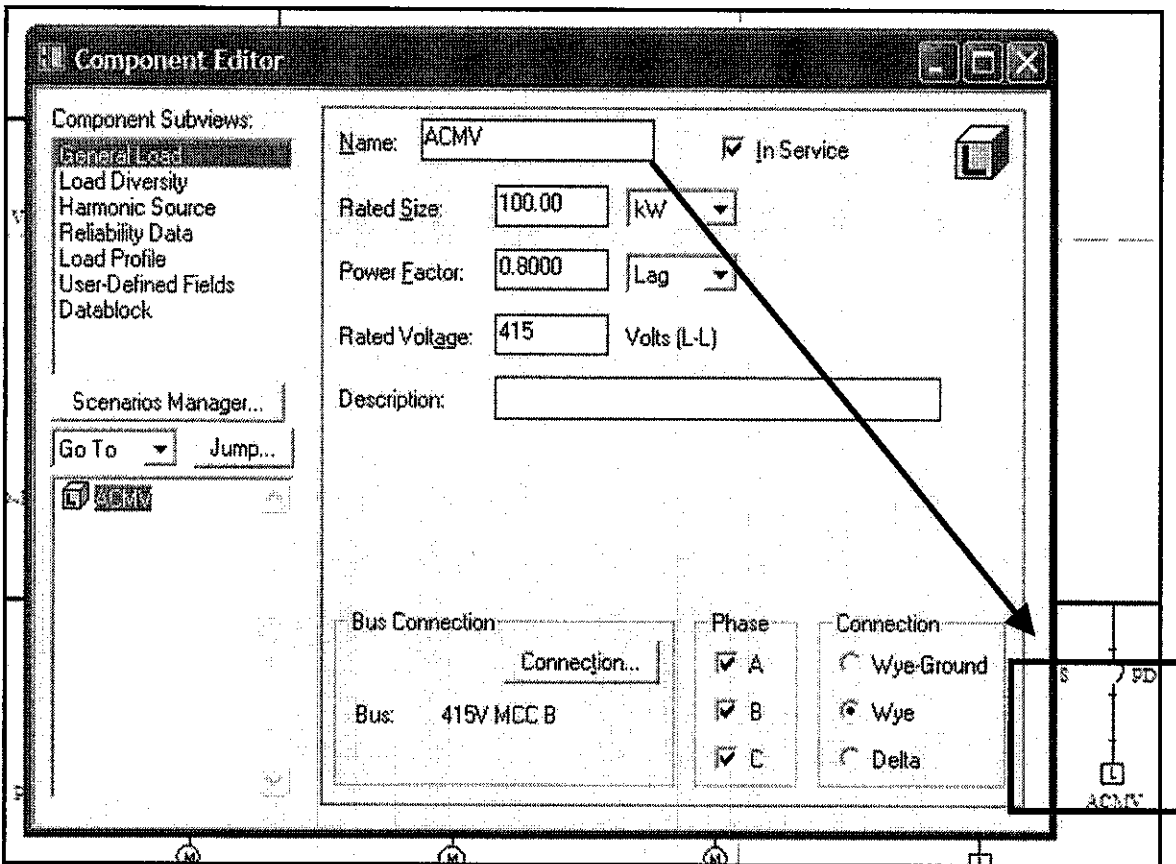 Component Editor
Component Subviews:
General Load
Load Diversity
Harmonic Source
Reliability Data
Load Profile
User-Defined Fields
Datablock
Scenarios Manager...
Go To
Jump...
ACMV
Name: ACMV
In Service
L
Rated Size: 100.00 kW
Power Factor: 0.8000 Lag
Rated Voltage: 415 Volts (L-L)
Description:
Bus Connection
Connection...
Bus: 415V MCC B
Phase
A
B
C
Connection
Wye-Ground
Wye
Delta
S PD
L
ACMV
M M M L